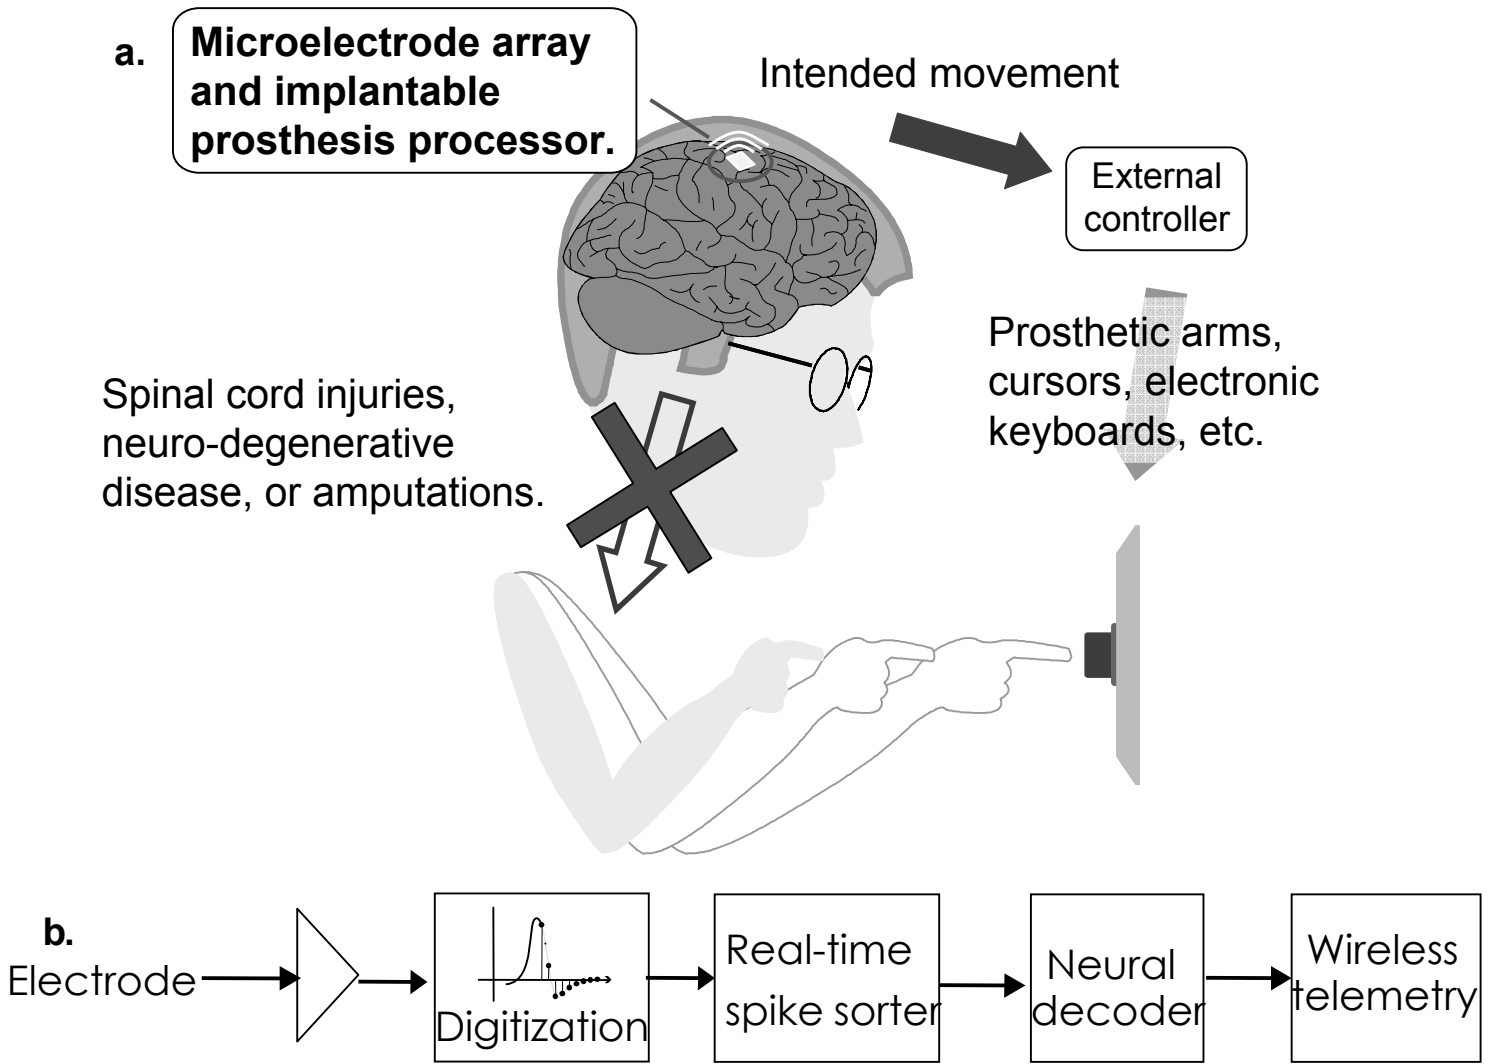 a.
Microelectrode array
and implantable
prosthesis processor.
Intended movement
External
controller
Prosthetic arms,
cursors, electronic
keyboards, etc.
Spinal cord injuries,
neuro-degenerative
disease, or amputations.
b.
Electrode
Digitization
Real-time
spike sorter
Neural
decoder
Wireless
telemetry